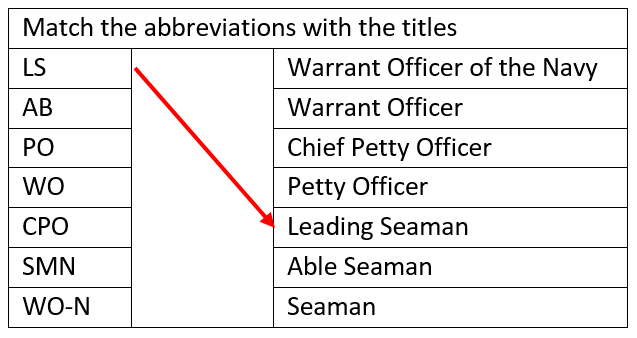 Match the abbreviations with the titles
LS Warrant Officer of the Navy
AB Warrant Officer
PO Chief Petty Officer
WO Petty Officer
CPO Leading Seaman
SMN Able Seaman
WO-N Seaman